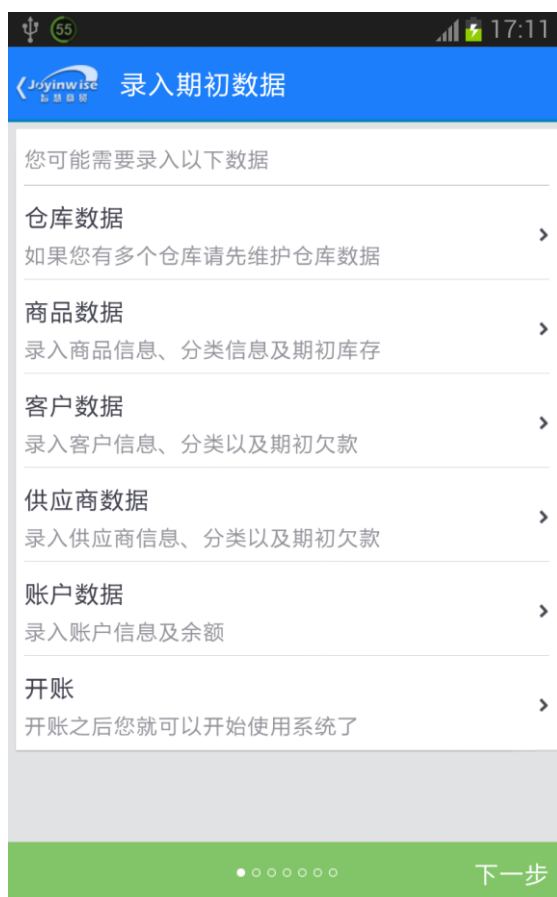 55
17:11
Joyinwise
智慧商贸
录入期初数据
您可能需要录入以下数据
仓库数据
如果您有多个仓库请先维护仓库数据
商品数据
录入商品信息、分类信息及期初库存
客户数据
录入客户信息、分类以及期初欠款
供应商数据
录入供应商信息、分类以及期初欠款
账户数据
录入账户信息及余额
开账
开账之后您就可以开始使用系统了
下一步